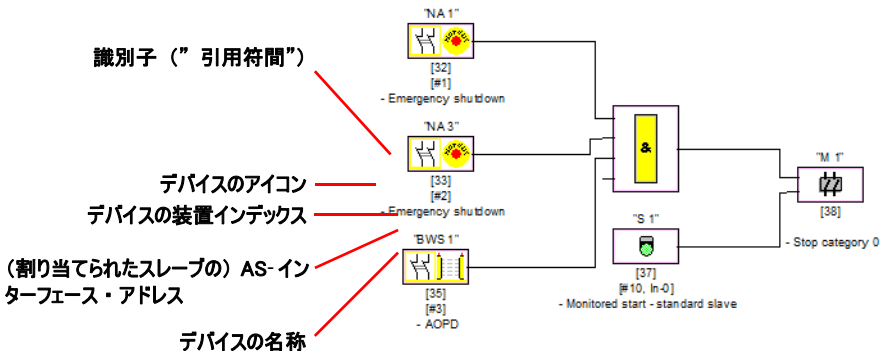 "NA 1"
[32]
[#1]
- Emergency shutdown
識別子（” 引用符間”）
"NA 3"
[33]
[#2]
- Emergency shutdown
デバイスのアイコン
デバイスの装置インデックス
"BWS 1"
[35]
[#3]
- AOPD
（割り当てられたスレーブの）AS-イン
ターフェース・アドレス
デバイスの名称
&
"M 1"
[38]
- Stop category 0
"S 1"
[37]
[#10, In-0]
- Monitored start - standard slave